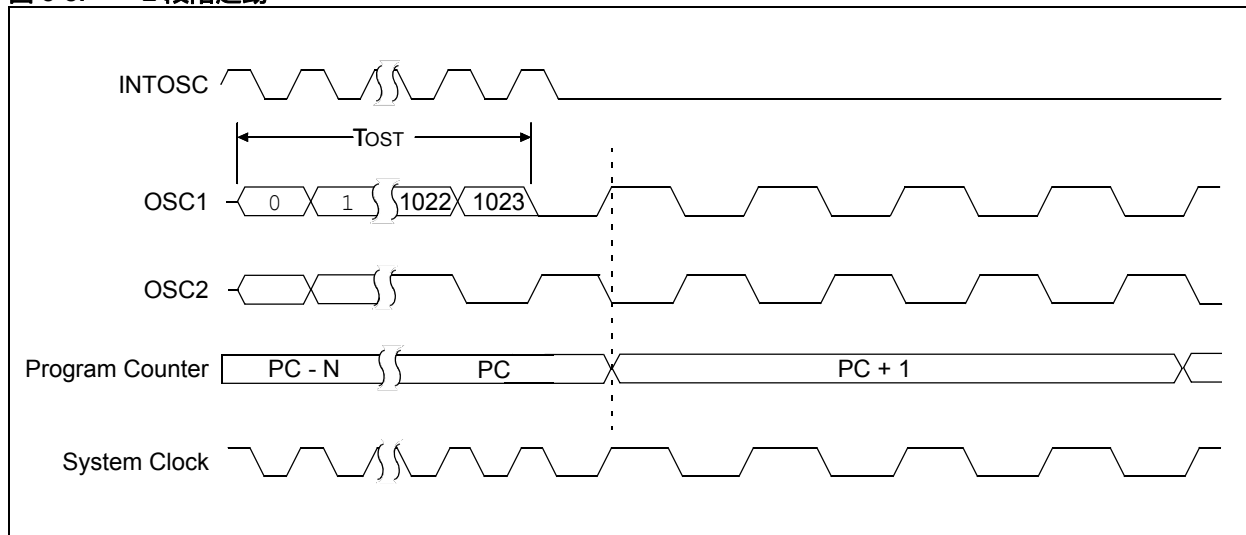 INTOSC
TOST
OSC1 0 1 1022 1023
OSC2
Program Counter PC - N PC PC + 1
System Clock